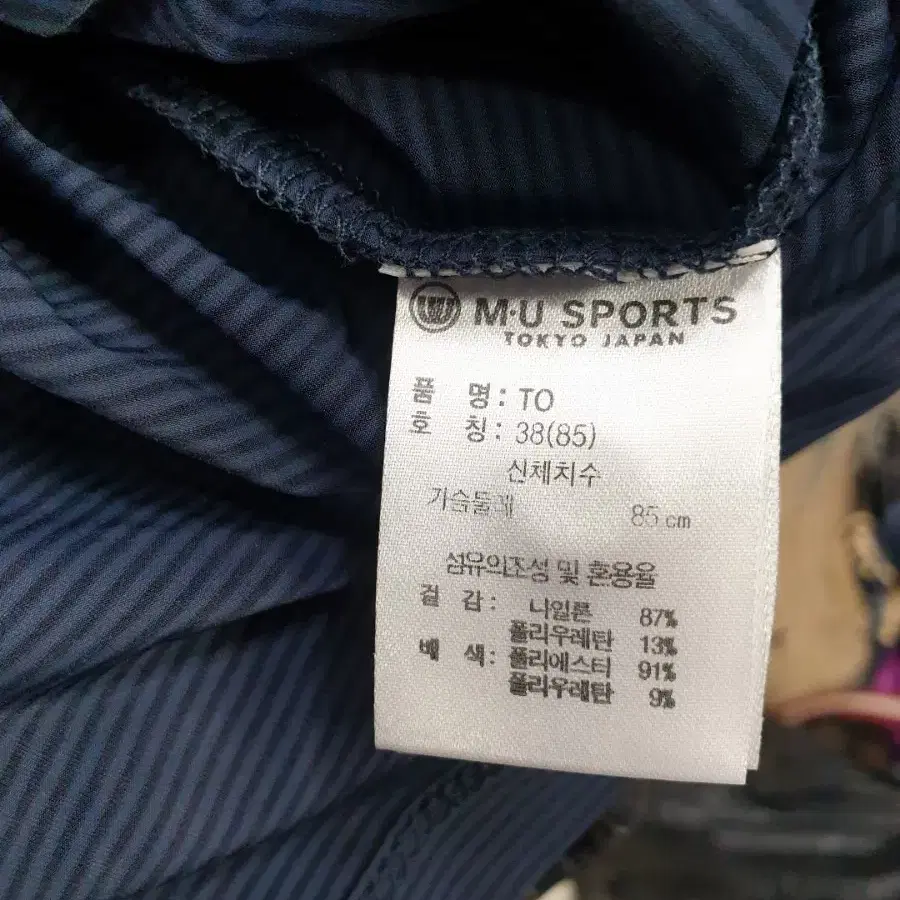 M·U SPORTS
TOKYO JAPAN
품 명: TO
호 칭: 38(85)
신체치수
가슴둘레 85cm
섬유의조성 및 혼용율
겉 감: 나일론 87%
폴리우레탄 13%
배 색: 폴리에스터 91%
폴리우레탄 9%